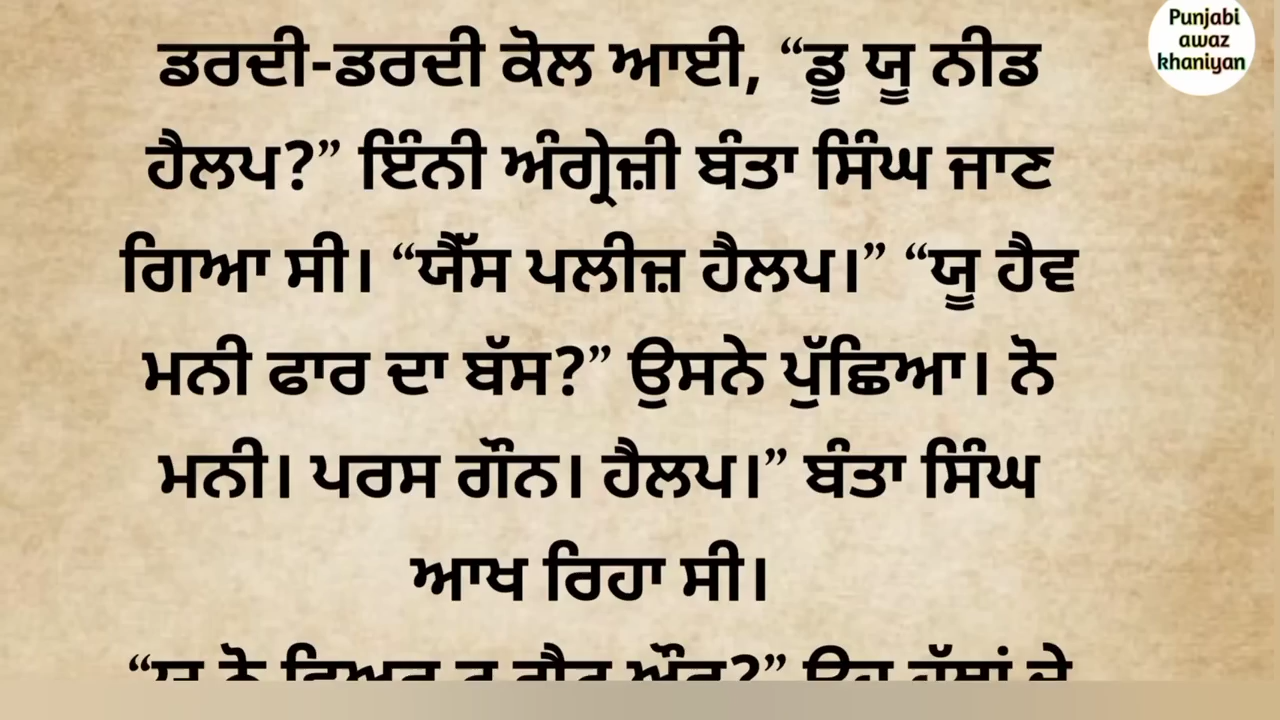 Punjabi
awaz
khaniyan
ਡਰਦੀ-ਡਰਦੀ ਕੋਲ ਆਈ, “ਡੂ ਯੂ ਨੀਡ
ਹੈਲਪ?” ਇੰਨੀ ਅੰਗ੍ਰੇਜ਼ੀ ਬੰਤਾ ਸਿੰਘ ਜਾਣ
ਗਿਆ ਸੀ। “ਯੈੱਸ ਪਲੀਜ਼ ਹੈਲਪ।” “ਯੂ ਹੈਵ
ਮਨੀ ਫਾਰ ਦਾ ਬੱਸ?” ਉਸਨੇ ਪੁੱਛਿਆ। ਨੋ
ਮਨੀ। ਪਰਸ ਗੌਨ। ਹੈਲਪ।” ਬੰਤਾ ਸਿੰਘ
ਆਖ ਰਿਹਾ ਸੀ।